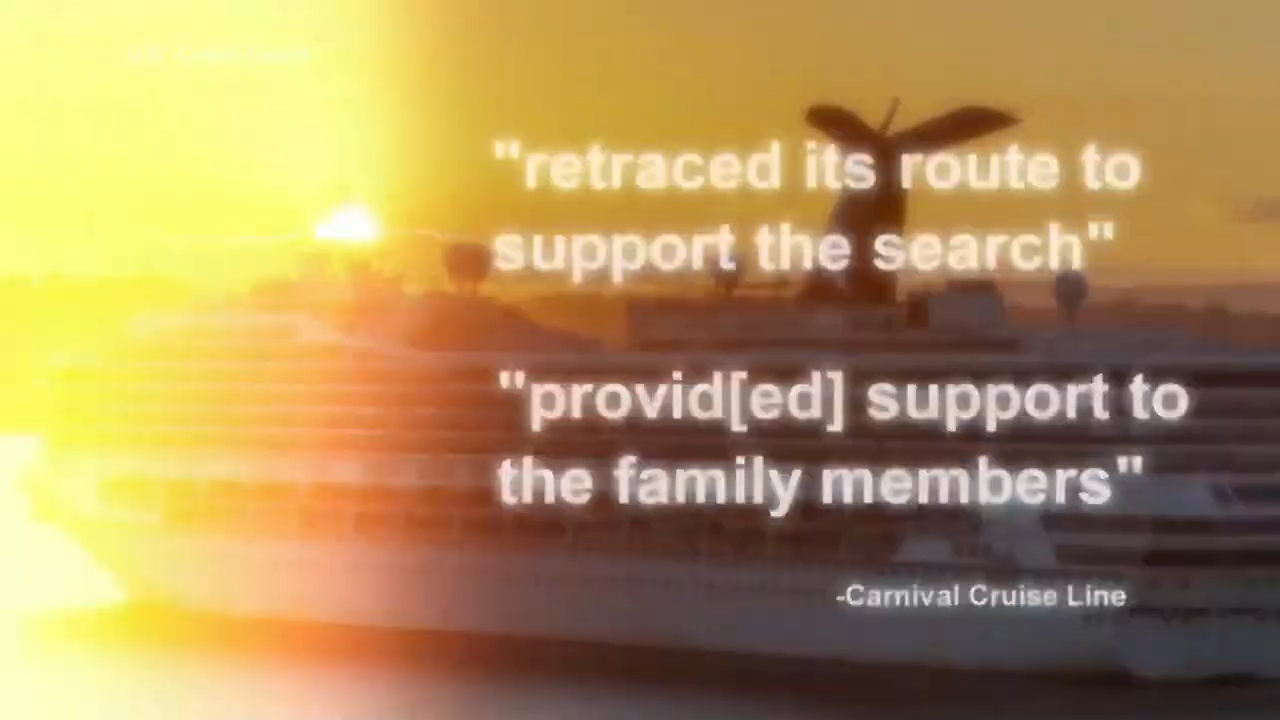 "retraced its route to
support the search"
"provid[ed] support to
the family members"
-Carnival Cruise Line